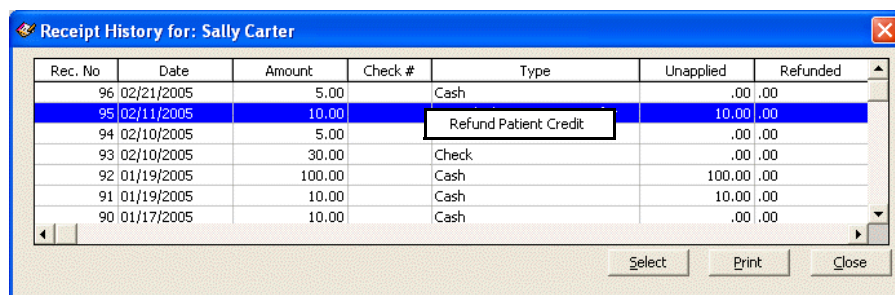 Receipt History for: Sally Carter
Rec. No Date Amount Check # Type Unapplied Refunded
96 02/21/2005 5.00 Cash .00 .00
95 02/11/2005 10.00 10.00 .00
Refund Patient Credit
94 02/10/2005 5.00 .00 .00
93 02/10/2005 30.00 Check .00 .00
92 01/19/2005 100.00 Cash 100.00 .00
91 01/19/2005 10.00 Cash 10.00 .00
90 01/17/2005 10.00 Cash .00 .00
Select Print Close